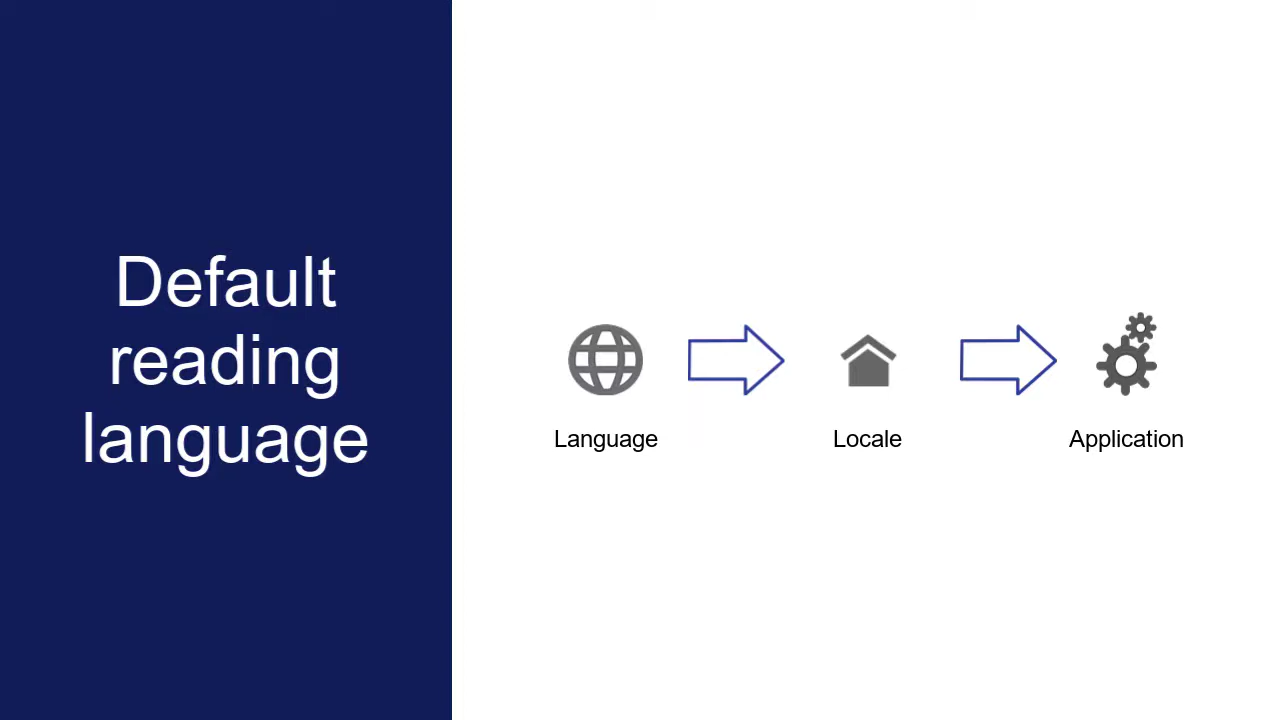 Default
reading
language
Language
Locale
Application